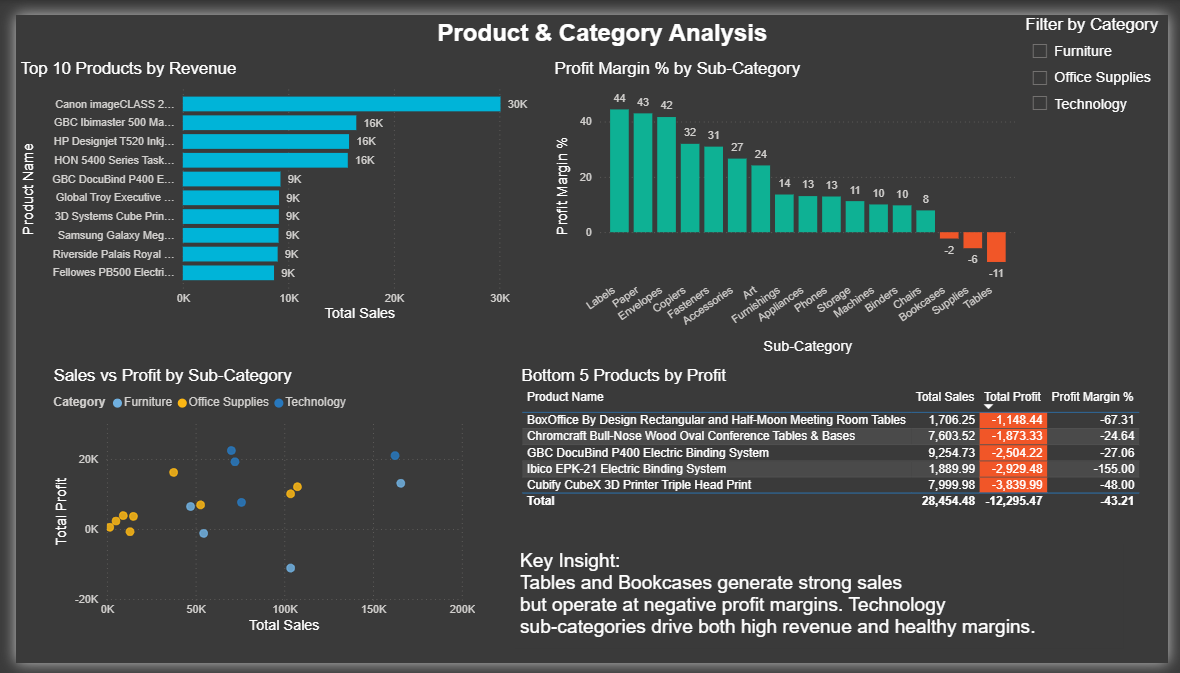 Product & Category Analysis
Filter by Category
Furniture
Office Supplies
Technology
Top 10 Products by Revenue
Product Name
Canon imageCLASS 2... 30K
GBC Ibimaster 500 Ma... 16K
HP Designjet T520 Inkj... 16K
HON 5400 Series Task... 16K
GBC DocuBind P400 E... 9K
Global Troy Executive ... 9K
3D Systems Cube Prin... 9K
Samsung Galaxy Meg... 9K
Riverside Palais Royal ... 9K
Fellowes PB500 Electri... 9K
0K 10K 20K 30K
Total Sales
Profit Margin % by Sub-Category
Profit Margin %
40
20
0
44 43 42 32 31 27 24 14 13 13 11 10 10 8 -2 -6 -11
Labels Paper Envelopes Copiers Fasteners Accessories Art Furnishings Appliances Phones Storage Machines Binders Chairs Bookcases Supplies Tables
Sub-Category
Sales vs Profit by Sub-Category
Category Furniture Office Supplies Technology
Total Profit
20K
0K
-20K
0K 50K 100K 150K 200K
Total Sales
Bottom 5 Products by Profit
Product Name Total Sales Total Profit Profit Margin %
BoxOffice By Design Rectangular and Half-Moon Meeting Room Tables 1,706.25 -1,148.44 -67.31
Chromcraft Bull-Nose Wood Oval Conference Tables & Bases 7,603.52 -1,873.33 -24.64
GBC DocuBind P400 Electric Binding System 9,254.73 -2,504.22 -27.06
Ibico EPK-21 Electric Binding System 1,889.99 -2,929.48 -155.00
Cubify CubeX 3D Printer Triple Head Print 7,999.98 -3,839.99 -48.00
Total 28,454.48 -12,295.47 -43.21
Key Insight:
Tables and Bookcases generate strong sales
but operate at negative profit margins. Technology
sub-categories drive both high revenue and healthy margins.